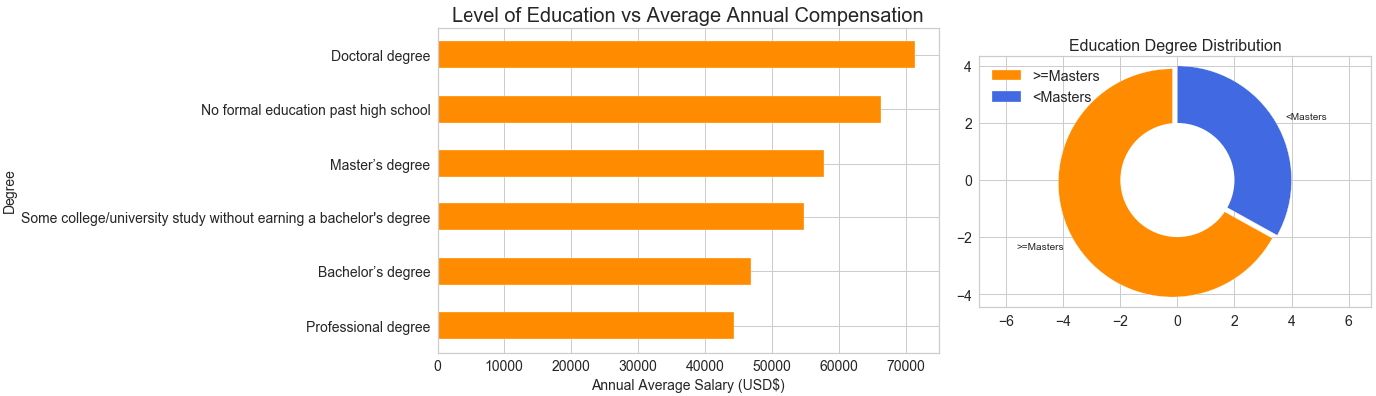 Level of Education vs Average Annual Compensation
Degree
Doctoral degree
No formal education past high school
Master’s degree
Some college/university study without earning a bachelor's degree
Bachelor’s degree
Professional degree
0 10000 20000 30000 40000 50000 60000 70000
Annual Average Salary (USD$)
Education Degree Distribution
>=Masters
<Masters
<Masters
>=Masters
4
2
0
−2
−4
−6 −4 −2 0 2 4 6